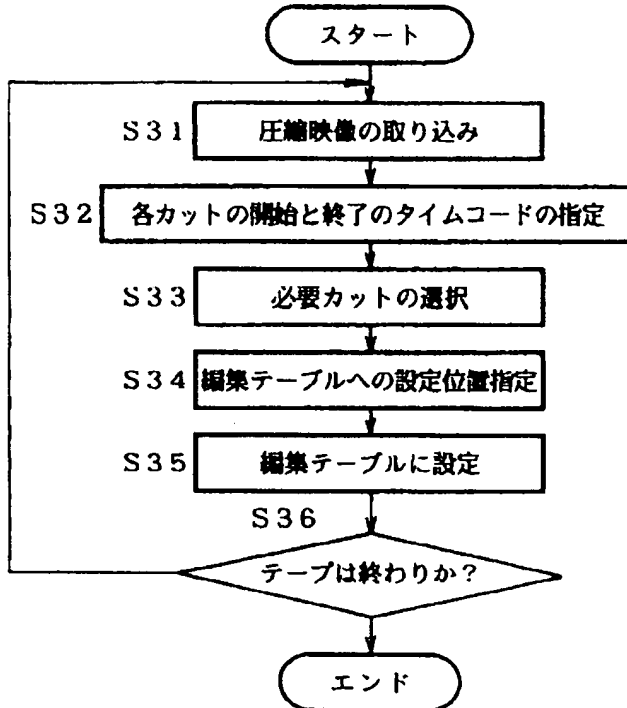 スタート
S31 圧縮映像の取り込み
S32 各カットの開始と終了のタイムコードの指定
S33 必要カットの選択
S34 編集テーブルへの設定位置指定
S35 編集テーブルに設定
S36
テープは終わりか？
エンド